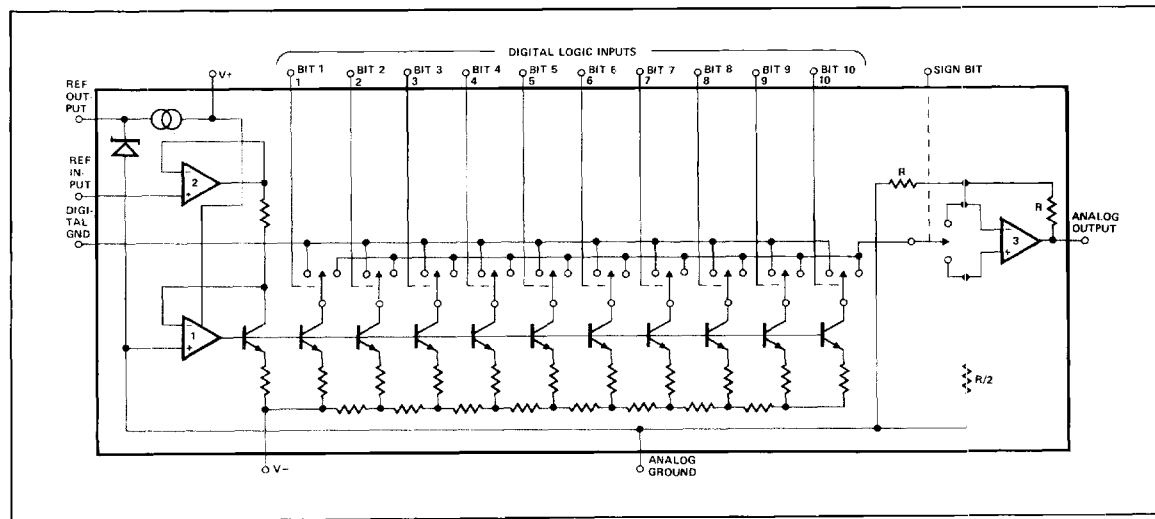 DIGITAL LOGIC INPUTS
V+
BIT 1
1
BIT 2
2
BIT 3
3
BIT 4
4
BIT 5
5
BIT 6
6
BIT 7
7
BIT 8
8
BIT 9
9
BIT 10
10
SIGN BIT
REF
OUT-
PUT
REF
IN-
PUT
DIGI-
TAL
GND
2
−
+
1
−
+
R
R
3
−
+
ANALOG
OUTPUT
R/2
V−
ANALOG
GROUND